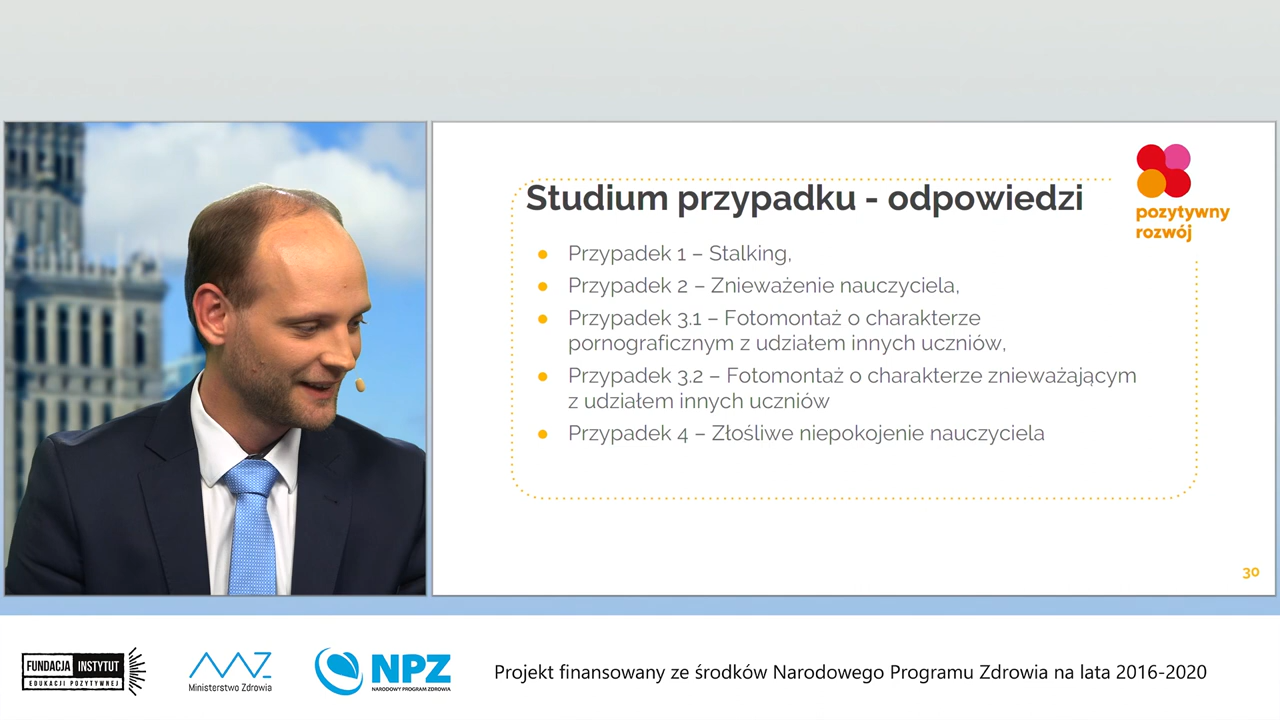 Studium przypadku - odpowiedzi
pozytywny
rozwój
Przypadek 1 – Stalking,
Przypadek 2 – Znieważenie nauczyciela,
Przypadek 3.1 – Fotomontaż o charakterze
pornograficznym z udziałem innych uczniów,
Przypadek 3.2 – Fotomontaż o charakterze znieważającym
z udziałem innych uczniów
Przypadek 4 – Złośliwe niepokojenie nauczyciela
30
FUNDACJA INSTYTUT
EDUKACJI POZYTYWNEJ
Ministerstwo Zdrowia
NPZ
NARODOWY PROGRAM ZDROWIA
Projekt finansowany ze środków Narodowego Programu Zdrowia na lata 2016-2020